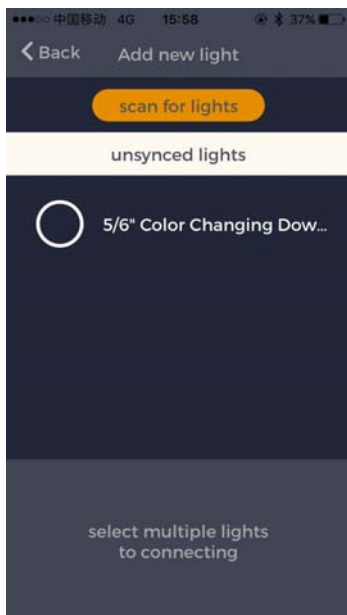 中国移动 4G 15:58 37%
Back Add new light
scan for lights
unsynced lights
5/6" Color Changing Dow...
select multiple lights
to connecting